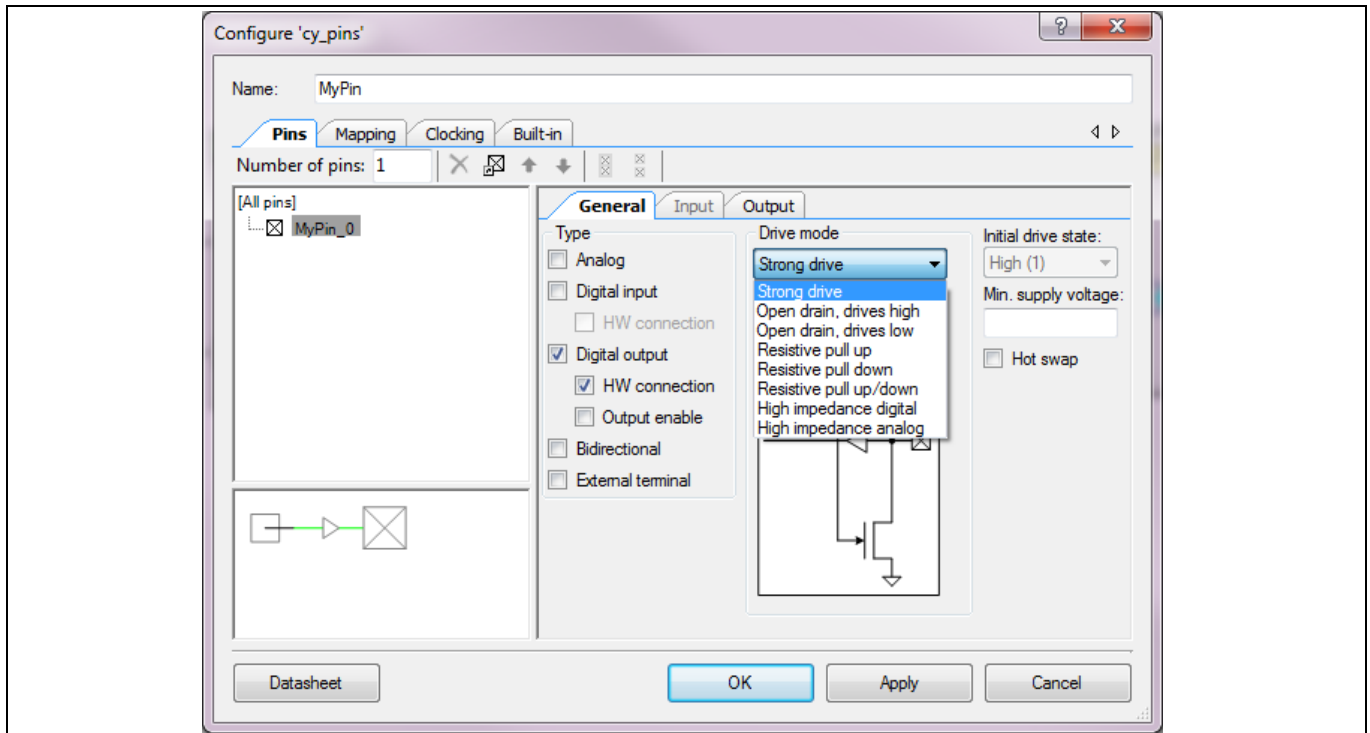 Configure 'cy_pins'
Name: MyPin
Pins Mapping Clocking Built-in
Number of pins: 1
[All pins]
MyPin_0
General Input Output
Type
Analog
Digital input
HW connection
Digital output
HW connection
Output enable
Bidirectional
External terminal
Drive mode
Strong drive
Strong drive
Open drain, drives high
Open drain, drives low
Resistive pull up
Resistive pull down
Resistive pull up/down
High impedance digital
High impedance analog
Initial drive state:
High (1)
Min. supply voltage:
Hot swap
Datasheet OK Apply Cancel